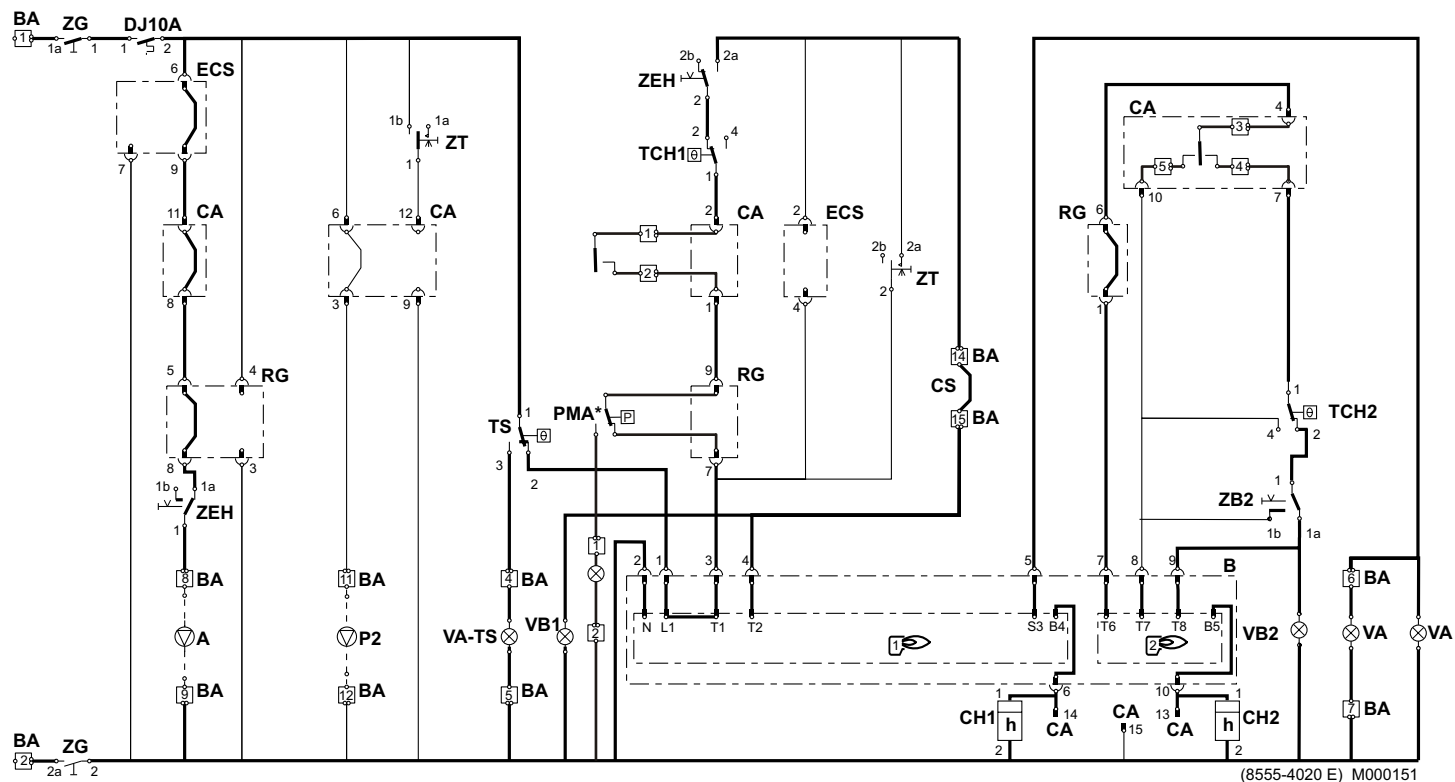 BA ZG DJ10A
1 1a 1 1 2
6 ECS
7 9
11 CA
8
5 4 RG
8 3
1b 1a
ZEH
1
8 BA
A
9 BA
BA ZG
2 2a 2
1b 1a
ZT
1
6 12 CA
3 9
11 BA
P2
12 BA
1
TS θ
3 2
4 BA
VA-TS
5 BA
VB1
2b 2a
ZEH
2
2 4
TCH1 θ
1
2 CA
1
2
1
9 RG
PMA* P
7
1
2
2 ECS
4
2b 2a
ZT
2
14 BA
CS
15 BA
2 1 3 4 5 7 8 9 B
N L1 T1 T2 S3 B4 T6 T7 T8 B5
1 2
6 10
1 CH1 h 2
14 CA
CA 15
13 CA
1 CH2 h 2
CA 4
3
5 4
10 7
RG 6
1
1
TCH2 θ
4 2
1
ZB2
1b 1a
VB2
6 BA
VA
7 BA
VA
(8555-4020 E) M000151